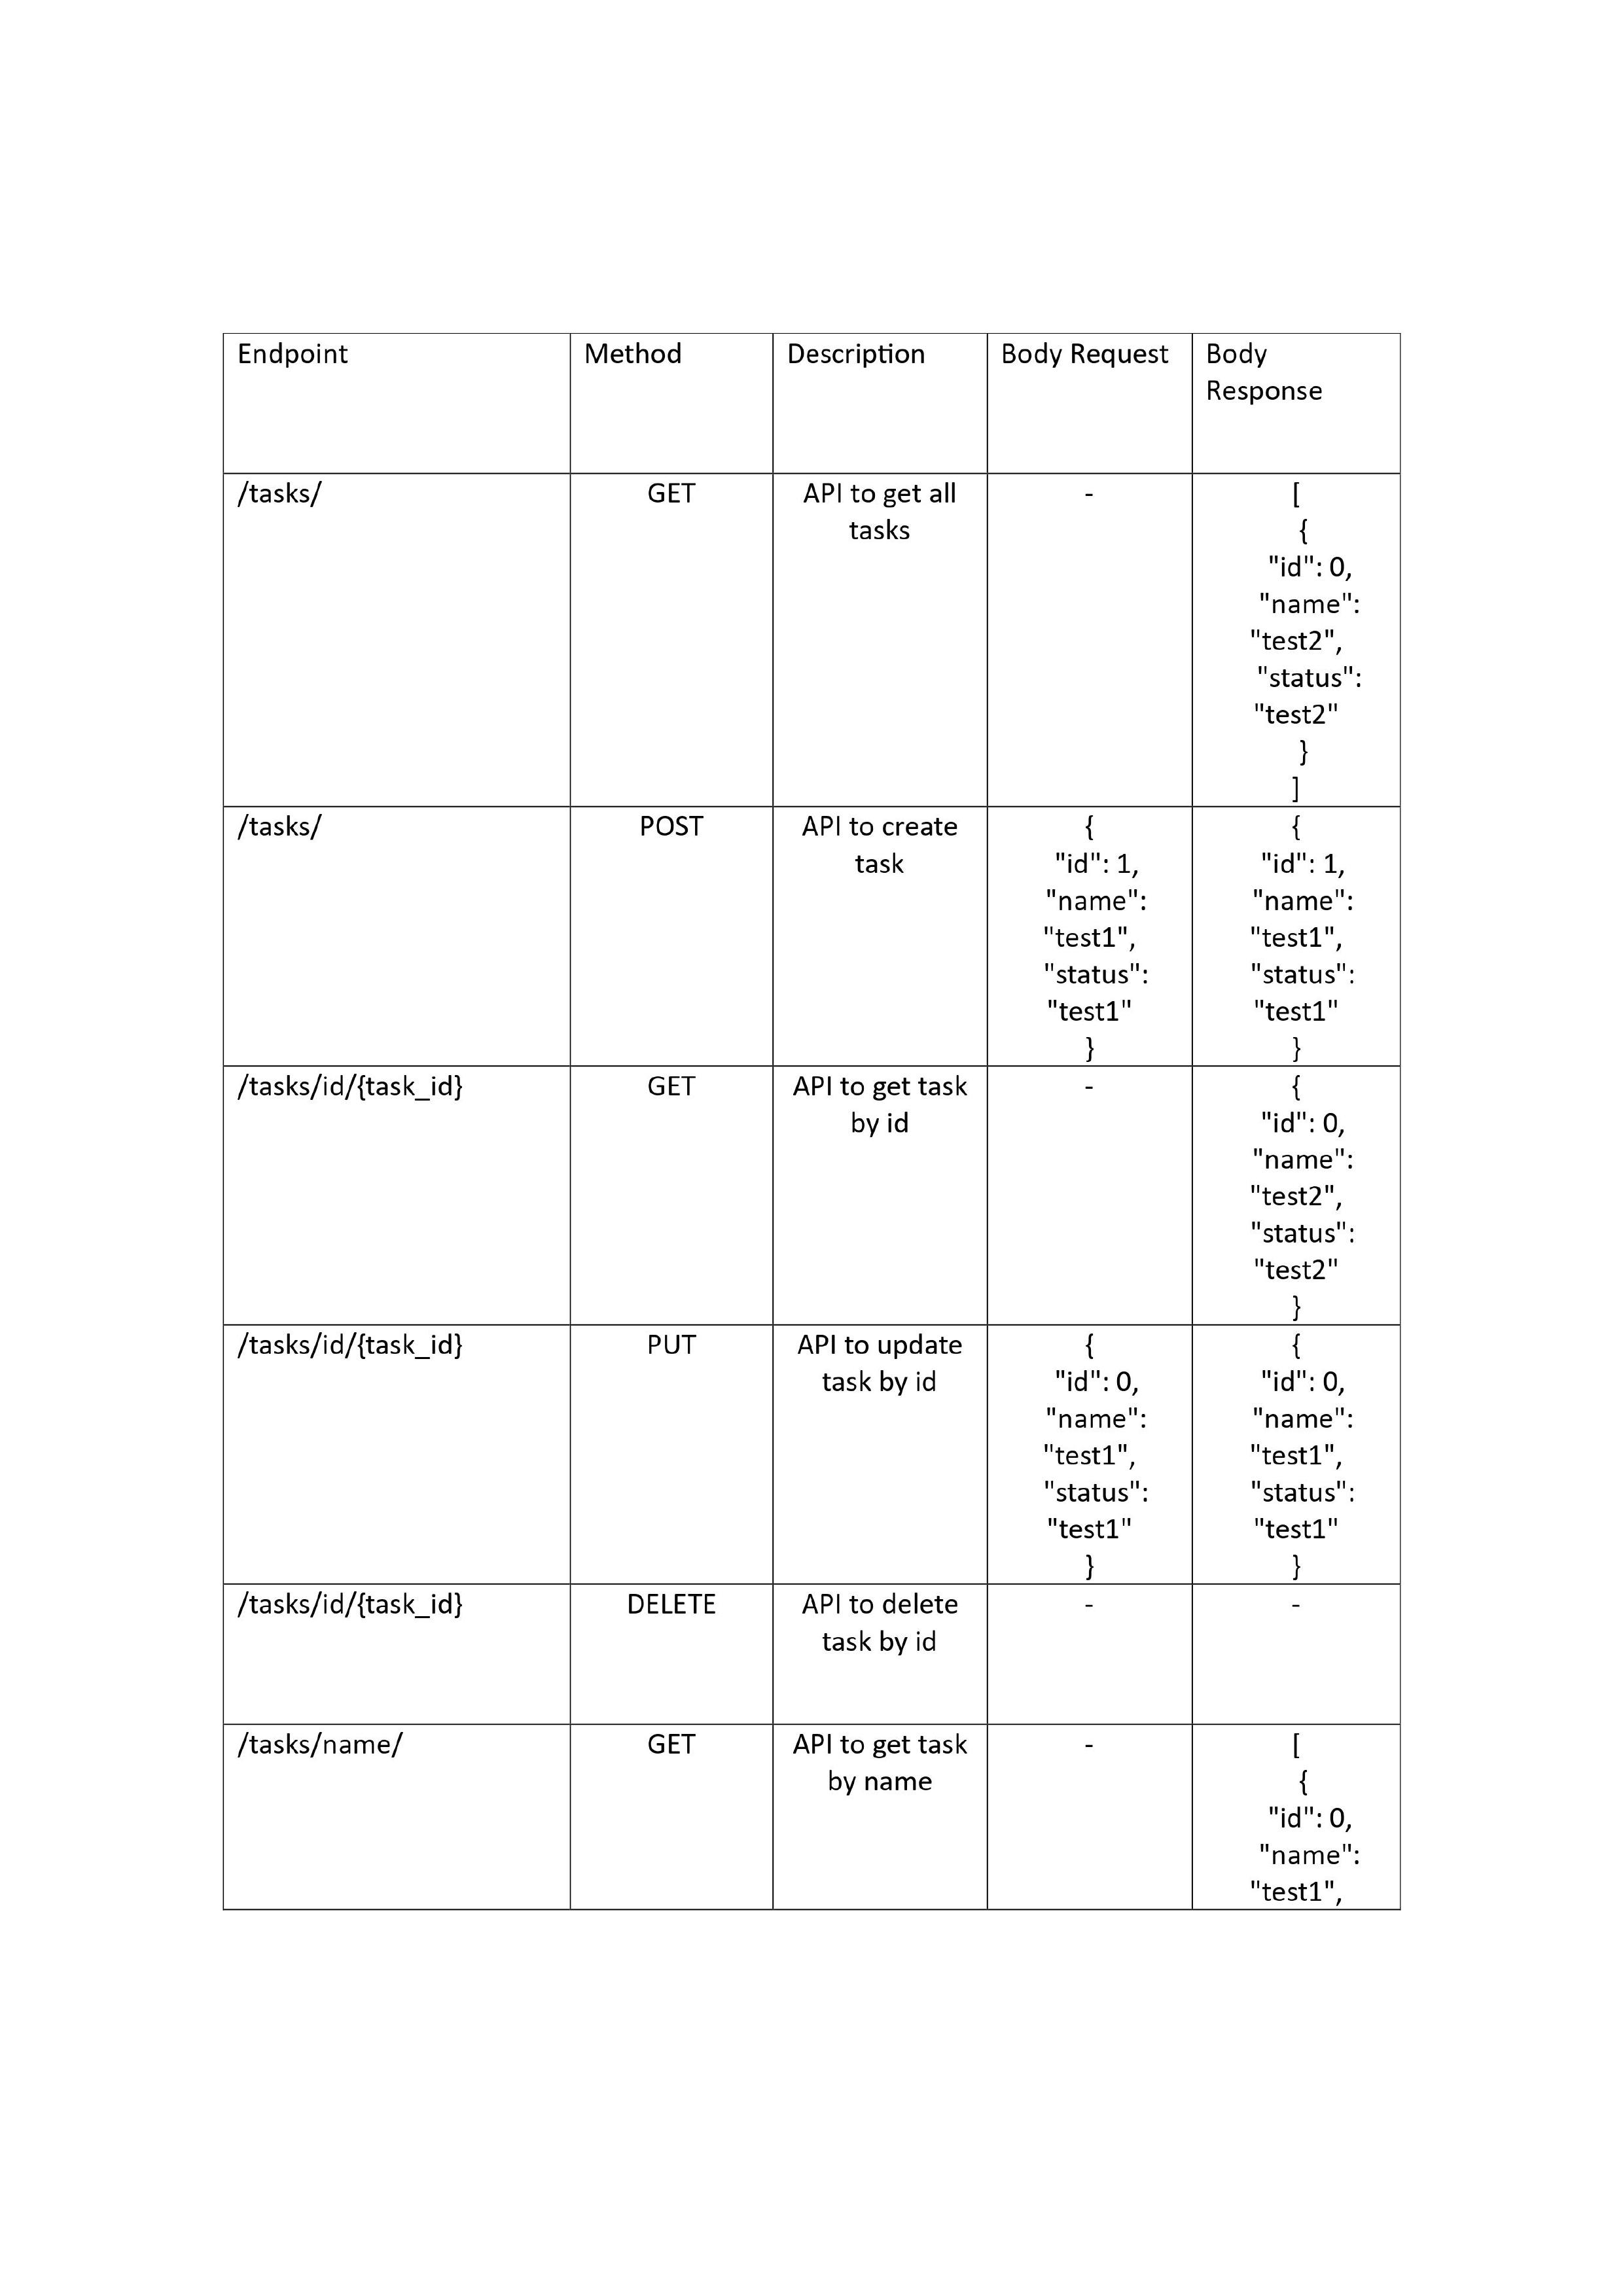 Endpoint
Method
Description
Body Request
Body
Response
/tasks/
GET
API to get all
tasks
-
[
{
"id": 0,
"name":
"test2",
"status":
"test2"
}
]
/tasks/
POST
API to create
task
{
"id": 1,
"name":
"test1",
"status":
"test1"
}
{
"id": 1,
"name":
"test1",
"status":
"test1"
}
/tasks/id/{task_id}
GET
API to get task
by id
-
{
"id": 0,
"name":
"test2",
"status":
"test2"
}
/tasks/id/{task_id}
PUT
API to update
task by id
{
"id": 0,
"name":
"test1",
"status":
"test1"
}
{
"id": 0,
"name":
"test1",
"status":
"test1"
}
/tasks/id/{task_id}
DELETE
API to delete
task by id
-
-
/tasks/name/
GET
API to get task
by name
-
[
{
"id": 0,
"name":
"test1",